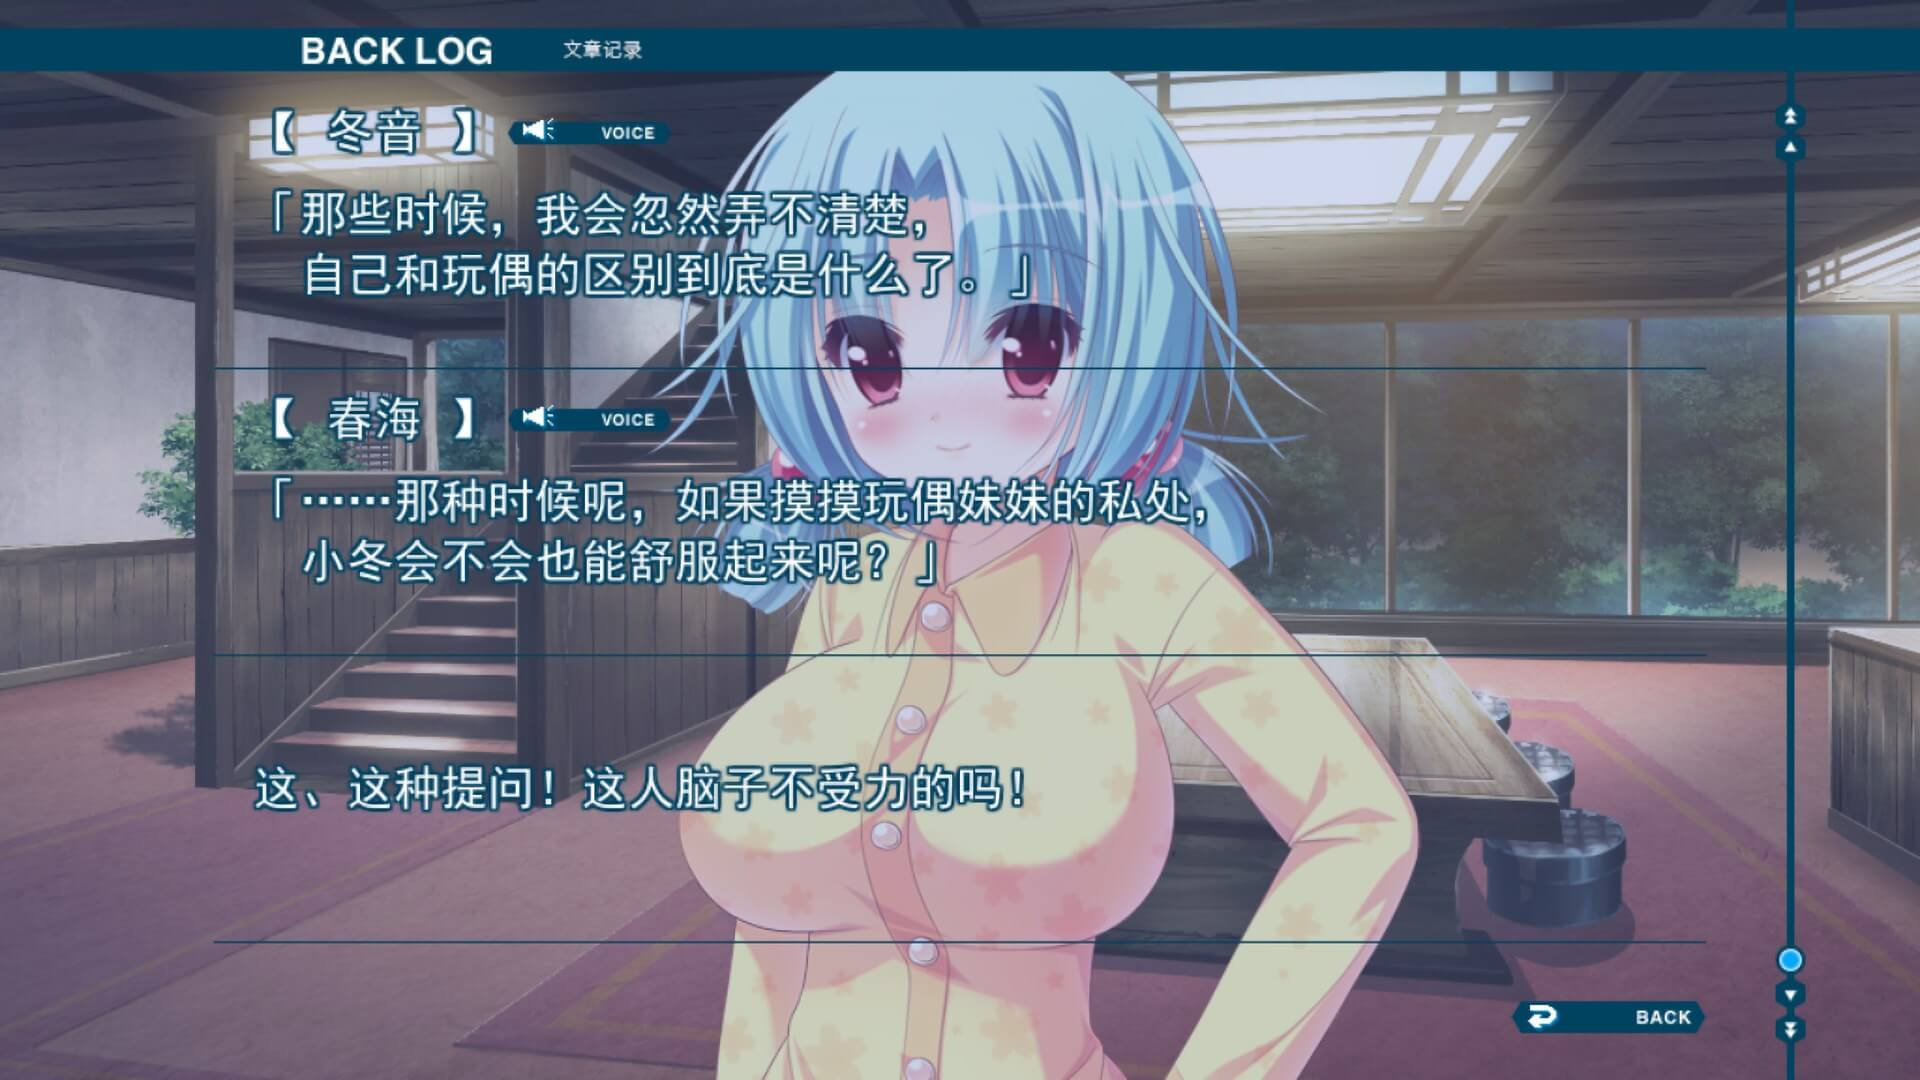 BACK LOG 文章记录
【 冬音 】 VOICE
「那些时候，我会忽然弄不清楚，
自己和玩偶的区别到底是什么了。」
【 春海 】 VOICE
「……那种时候呢，如果摸摸玩偶妹妹的私处，
小冬会不会也能舒服起来呢？」
这、这种提问！这人脑子不受力的吗！
BACK